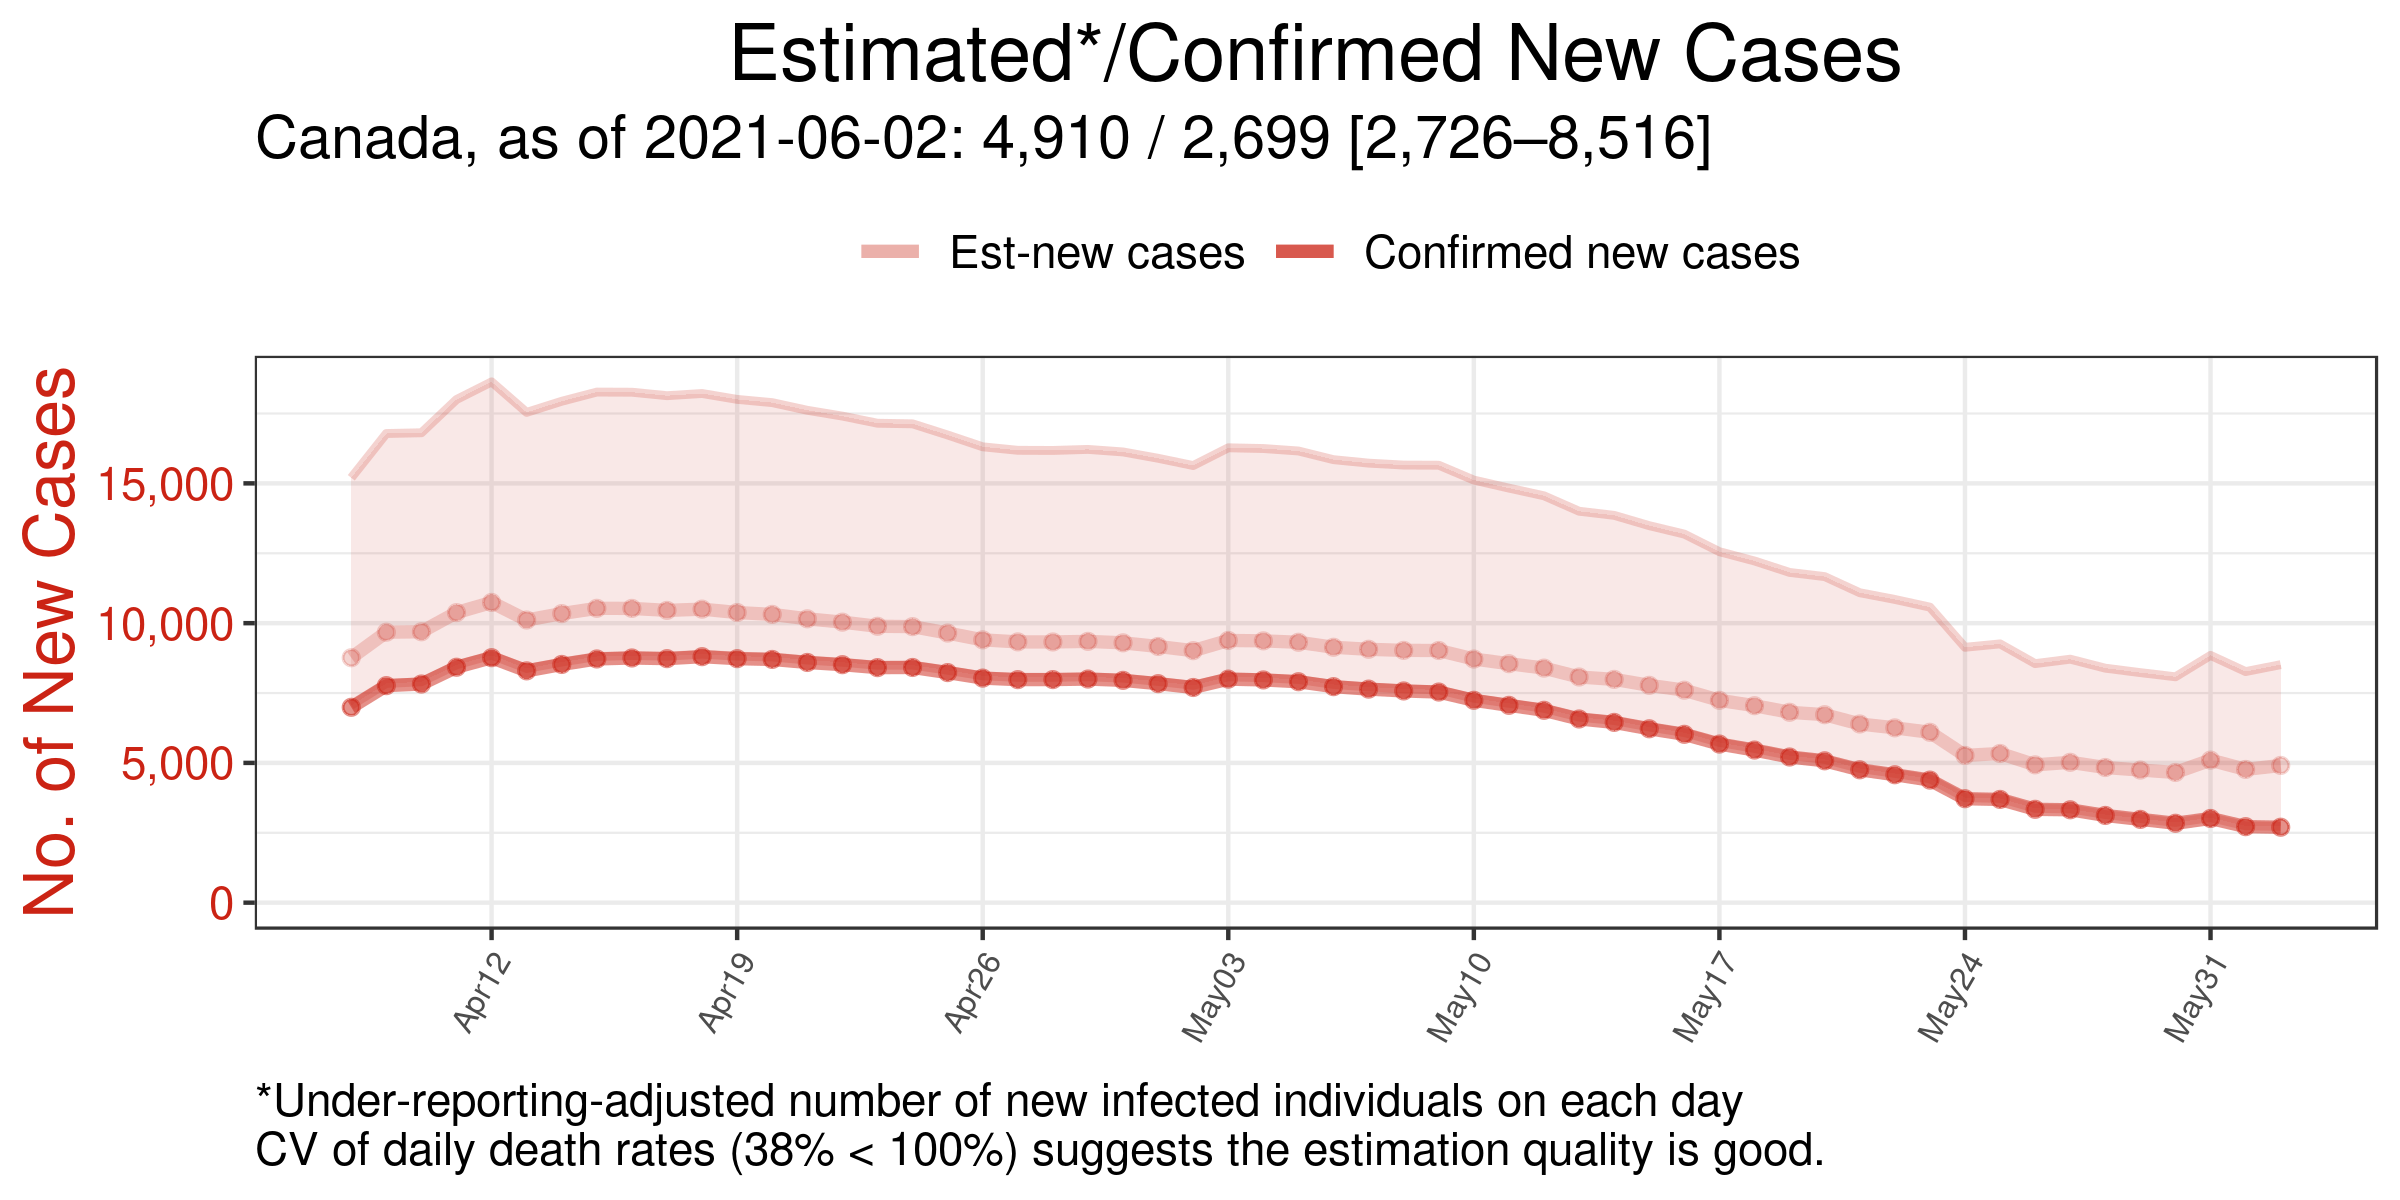 Estimated*/Confirmed New Cases
Canada, as of 2021-06-02: 4,910 / 2,699 [2,726–8,516]
Est-new cases
Confirmed new cases
No. of New Cases
15,000
10,000
5,000
0
Apr12
Apr19
Apr26
May03
May10
May17
May24
May31
*Under-reporting-adjusted number of new infected individuals on each day
CV of daily death rates (38% < 100%) suggests the estimation quality is good.